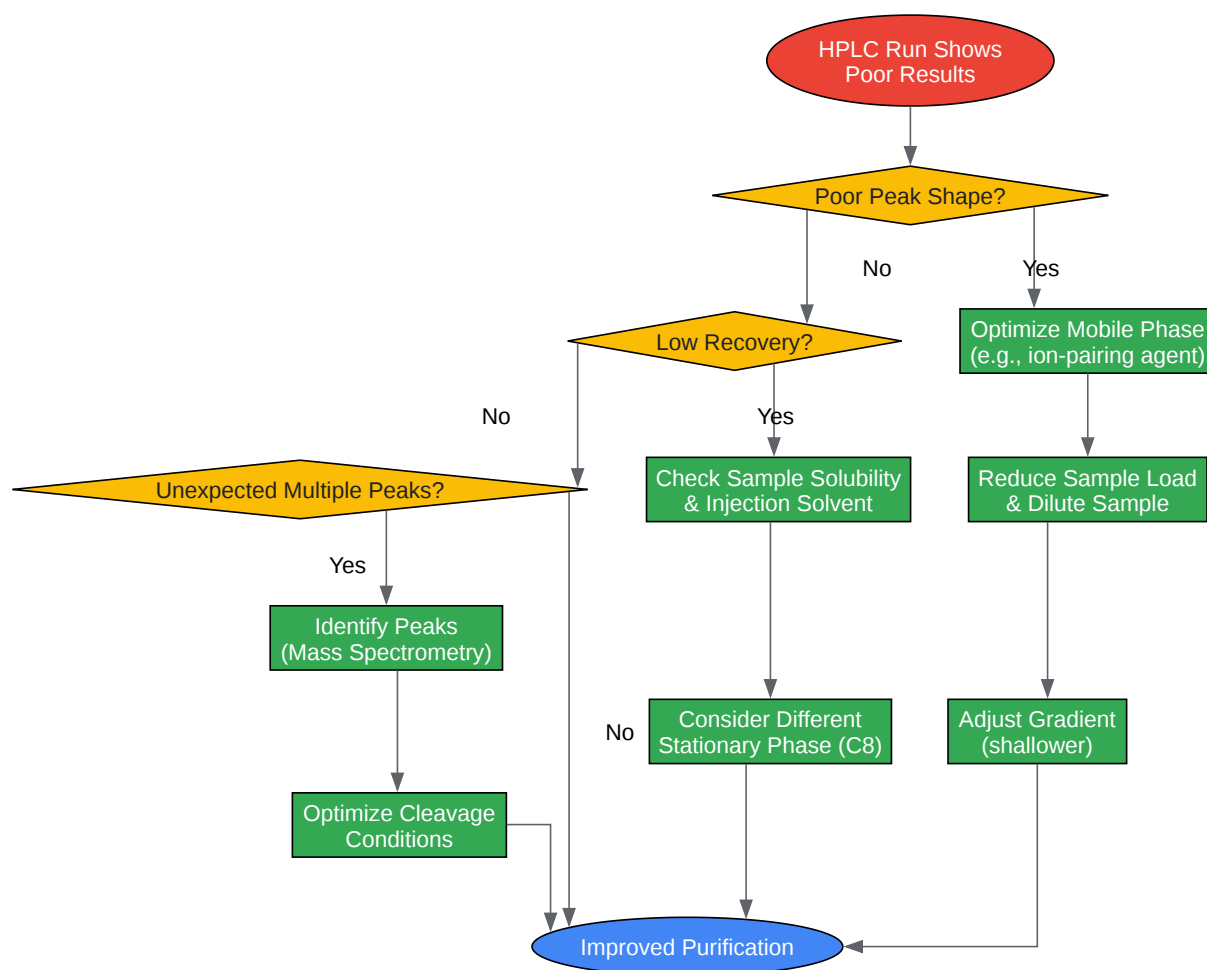 HPLC Run Shows
Poor Results
Poor Peak Shape?
No
Yes
Optimize Mobile Phase
(e.g., ion-pairing agent)
Low Recovery?
No
Yes
Check Sample Solubility
& Injection Solvent
Reduce Sample Load
& Dilute Sample
Unexpected Multiple Peaks?
Yes
Identify Peaks
(Mass Spectrometry)
No
Consider Different
Stationary Phase (C8)
Adjust Gradient
(shallower)
Optimize Cleavage
Conditions
Improved Purification